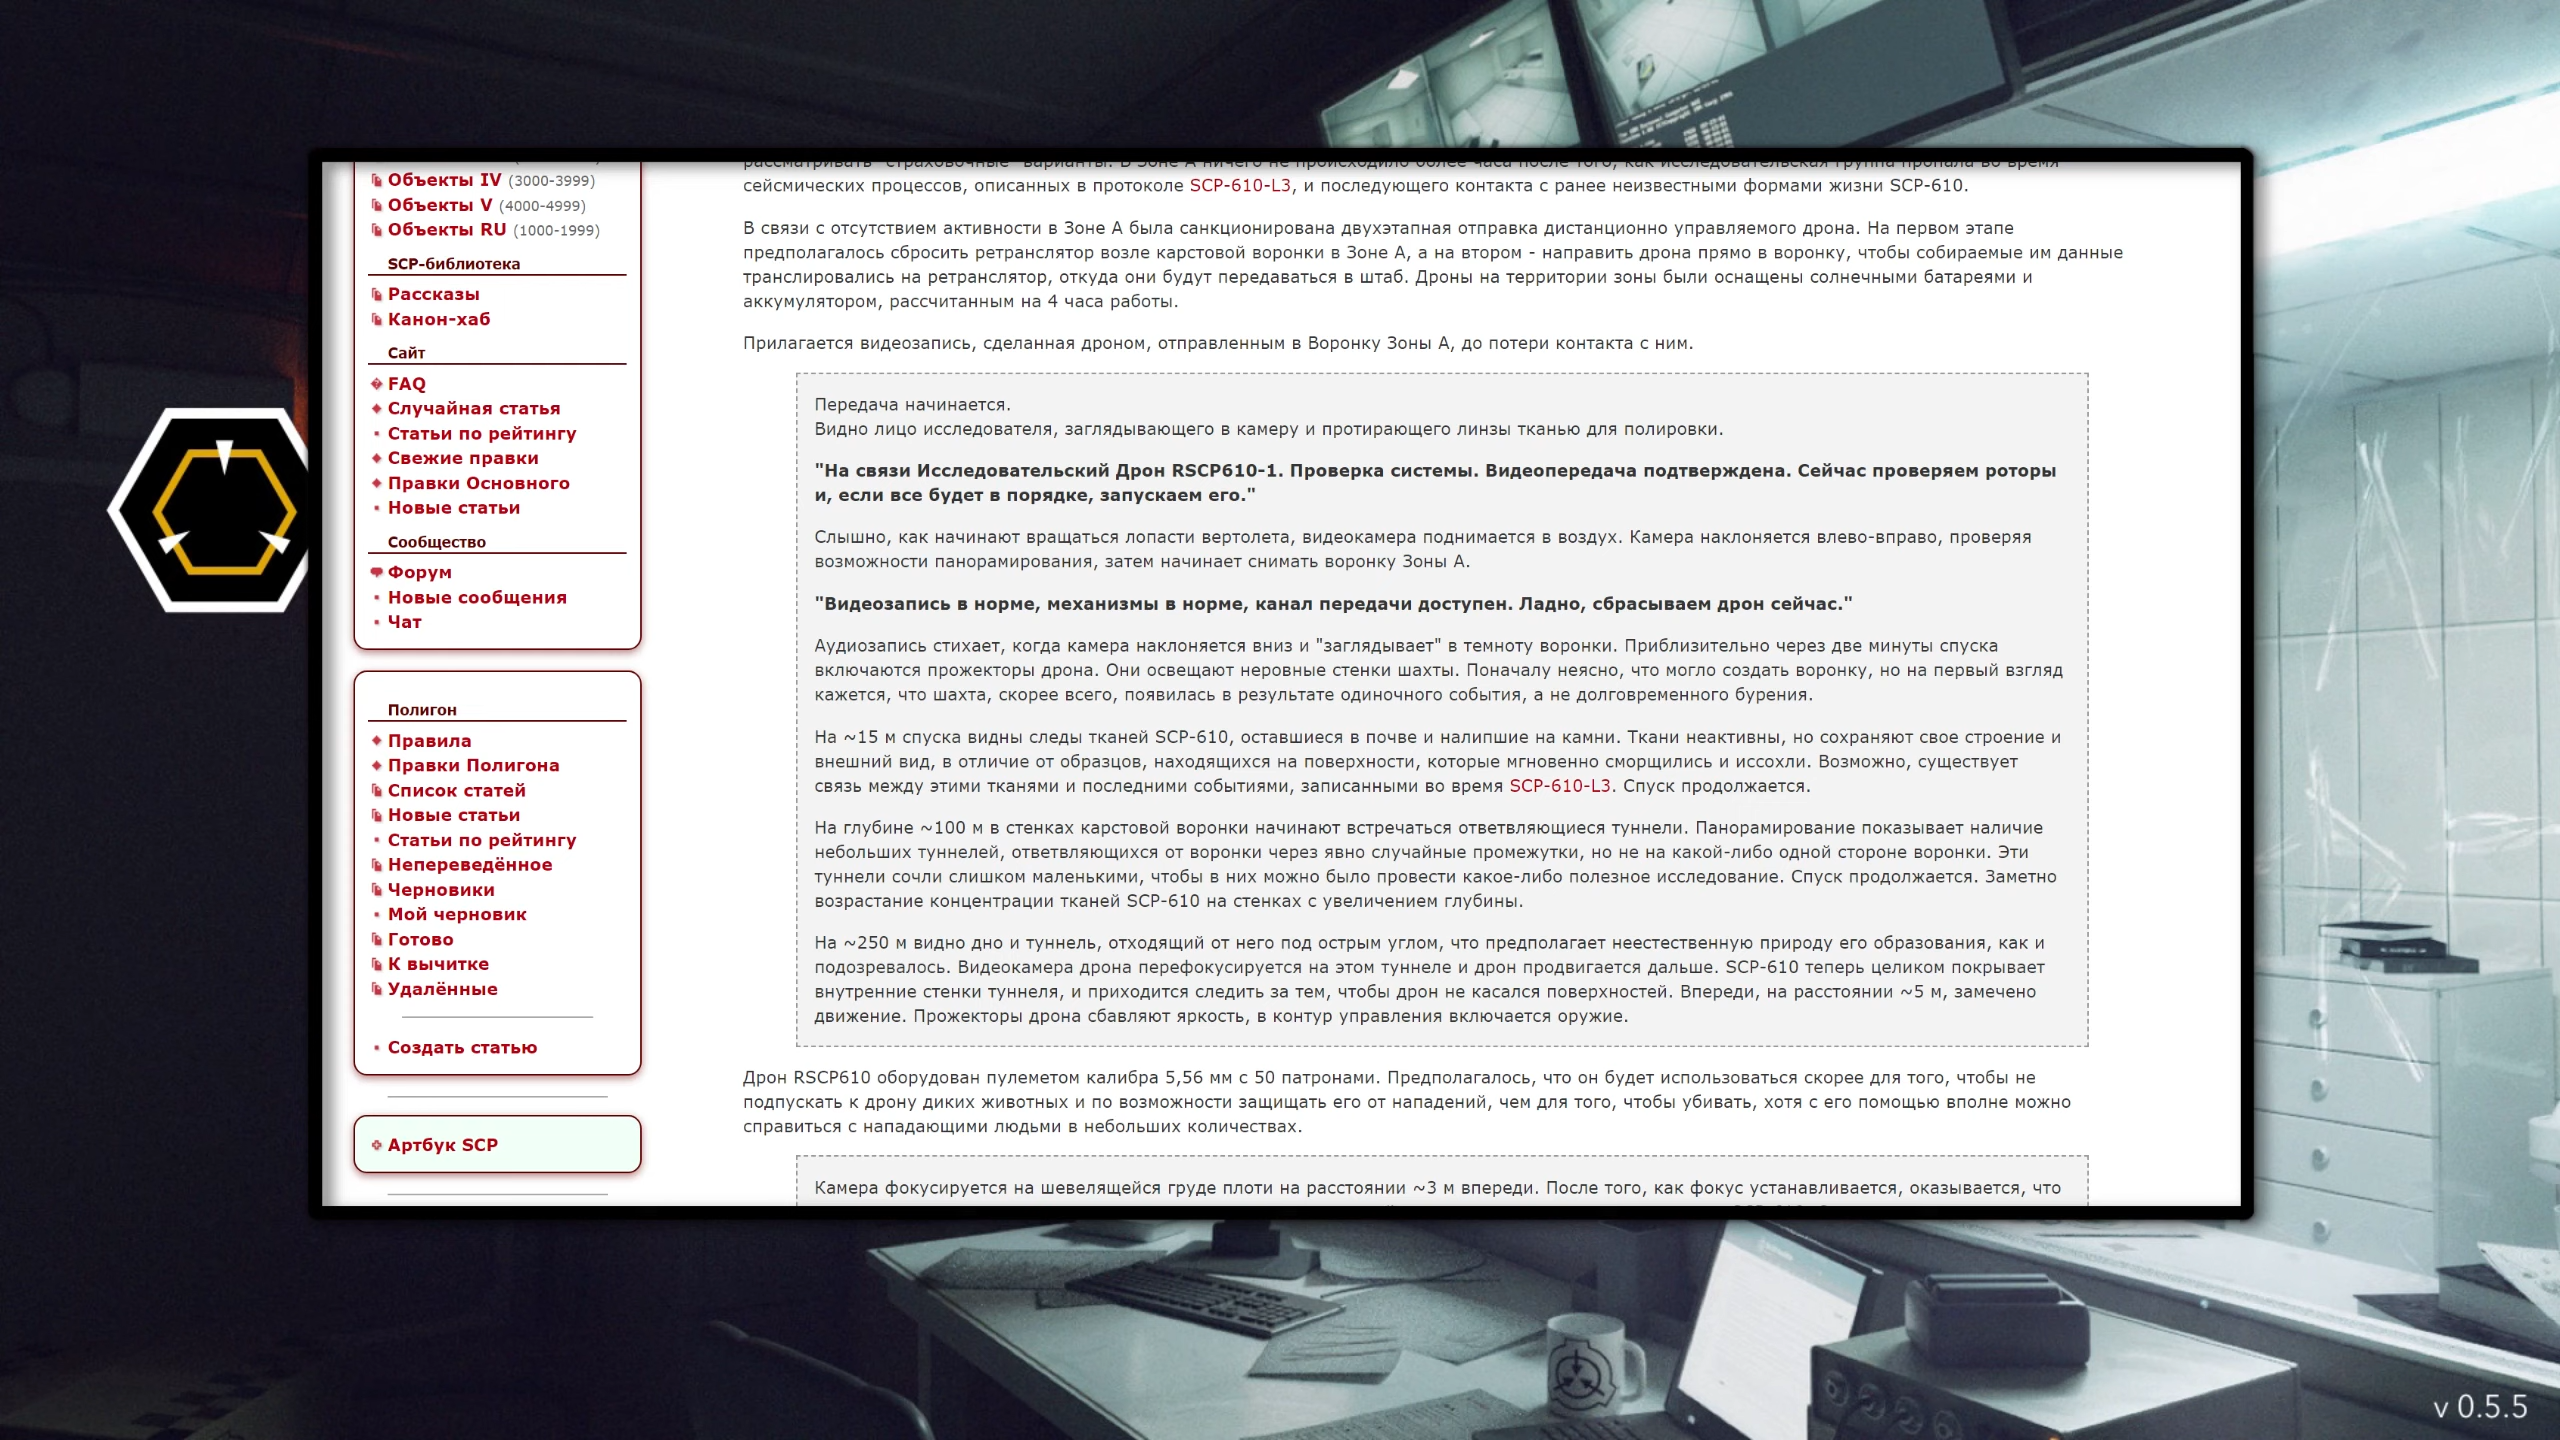 Объекты IV (3000-3999)
Объекты V (4000-4999)
Объекты RU (1000-1999)
SCP-библиотека
Рассказы
Канон-хаб
Сайт
FAQ
Случайная статья
Статьи по рейтингу
Свежие правки
Правки Основного
Новые статьи
Сообщество
Форум
Новые сообщения
Чат
Полигон
Правила
Правки Полигона
Список статей
Новые статьи
Статьи по рейтингу
Непереведённое
Черновики
Мой черновик
Готово
К вычитке
Удалённые
Создать статью
Артбук SCP
рассматривать "страховочные" варианты. В Зоне А ничего не происходило более часа после того, как исследовательская группа пропала во время
сейсмических процессов, описанных в протоколе SCP-610-L3, и последующего контакта с ранее неизвестными формами жизни SCP-610.
В связи с отсутствием активности в Зоне А была санкционирована двухэтапная отправка дистанционно управляемого дрона. На первом этапе
предполагалось сбросить ретранслятор возле карстовой воронки в Зоне А, а на втором - направить дрона прямо в воронку, чтобы собираемые им данные
транслировались на ретранслятор, откуда они будут передаваться в штаб. Дроны на территории зоны были оснащены солнечными батареями и
аккумулятором, рассчитанным на 4 часа работы.
Прилагается видеозапись, сделанная дроном, отправленным в Воронку Зоны А, до потери контакта с ним.
Передача начинается.
Видно лицо исследователя, заглядывающего в камеру и протирающего линзы тканью для полировки.
"На связи Исследовательский Дрон RSCP610-1. Проверка системы. Видеопередача подтверждена. Сейчас проверяем роторы
и, если все будет в порядке, запускаем его."
Слышно, как начинают вращаться лопасти вертолета, видеокамера поднимается в воздух. Камера наклоняется влево-вправо, проверяя
возможности панорамирования, затем начинает снимать воронку Зоны А.
"Видеозапись в норме, механизмы в норме, канал передачи доступен. Ладно, сбрасываем дрон сейчас."
Аудиозапись стихает, когда камера наклоняется вниз и "заглядывает" в темноту воронки. Приблизительно через две минуты спуска
включаются прожекторы дрона. Они освещают неровные стенки шахты. Поначалу неясно, что могло создать воронку, но на первый взгляд
кажется, что шахта, скорее всего, появилась в результате одиночного события, а не долговременного бурения.
На ~15 м спуска видны следы тканей SCP-610, оставшиеся в почве и налипшие на камни. Ткани неактивны, но сохраняют свое строение и
внешний вид, в отличие от образцов, находящихся на поверхности, которые мгновенно сморщились и иссохли. Возможно, существует
связь между этими тканями и последними событиями, записанными во время SCP-610-L3. Спуск продолжается.
На глубине ~100 м в стенках карстовой воронки начинают встречаться ответвляющиеся туннели. Панорамирование показывает наличие
небольших туннелей, ответвляющихся от воронки через явно случайные промежутки, но не на какой-либо одной стороне воронки. Эти
туннели сочли слишком маленькими, чтобы в них можно было провести какое-либо полезное исследование. Спуск продолжается. Заметно
возрастание концентрации тканей SCP-610 на стенках с увеличением глубины.
На ~250 м видно дно и туннель, отходящий от него под острым углом, что предполагает неестественную природу его образования, как и
подозревалось. Видеокамера дрона перефокусируется на этом туннеле и дрон продвигается дальше. SCP-610 теперь целиком покрывает
внутренние стенки туннеля, и приходится следить за тем, чтобы дрон не касался поверхностей. Впереди, на расстоянии ~5 м, замечено
движение. Прожекторы дрона сбавляют яркость, в контур управления включается оружие.
Дрон RSCP610 оборудован пулеметом калибра 5,56 мм с 50 патронами. Предполагалось, что он будет использоваться скорее для того, чтобы не
подпускать к дрону диких животных и по возможности защищать его от нападений, чем для того, чтобы убивать, хотя с его помощью вполне можно
справиться с нападающими людьми в небольших количествах.
Камера фокусируется на шевелящейся груде плоти на расстоянии ~3 м впереди. После того, как фокус устанавливается, оказывается, что
v 0.5.5